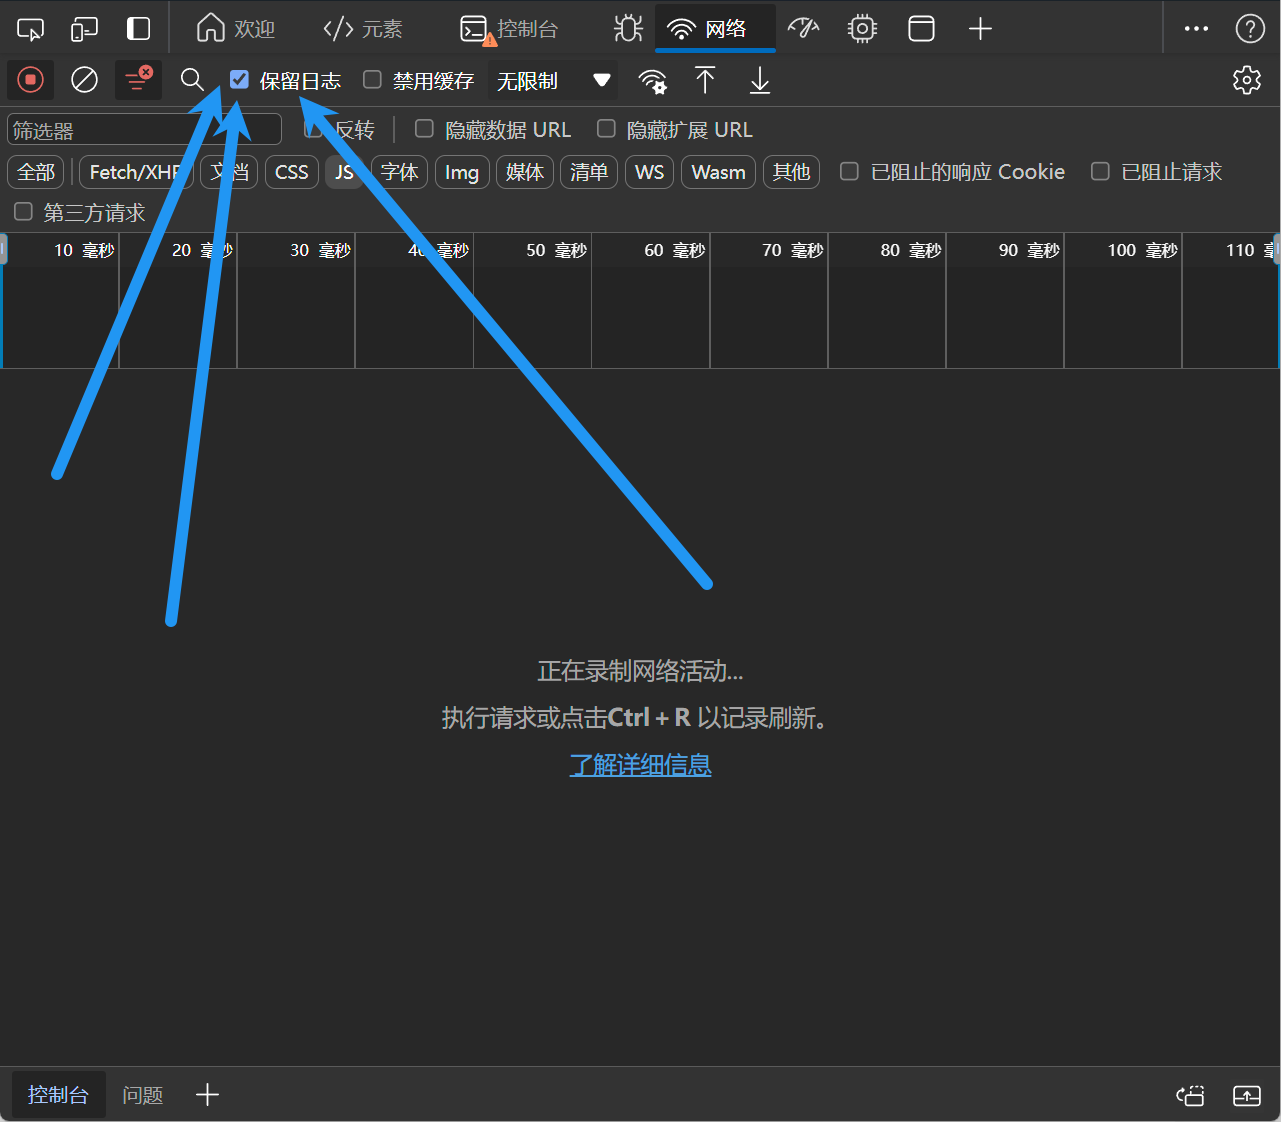 欢迎 元素 控制台 网络
保留日志 禁用缓存 无限制
筛选器 反转 隐藏数据 URL 隐藏扩展 URL
全部 Fetch/XHR 文档 CSS JS 字体 Img 媒体 清单 WS Wasm 其他 已阻止的响应 Cookie 已阻止请求
第三方请求
10 毫秒 20 毫秒 30 毫秒 40 毫秒 50 毫秒 60 毫秒 70 毫秒 80 毫秒 90 毫秒 100 毫秒 110 毫
正在录制网络活动...
执行请求或点击Ctrl + R 以记录刷新。
了解详细信息
控制台 问题